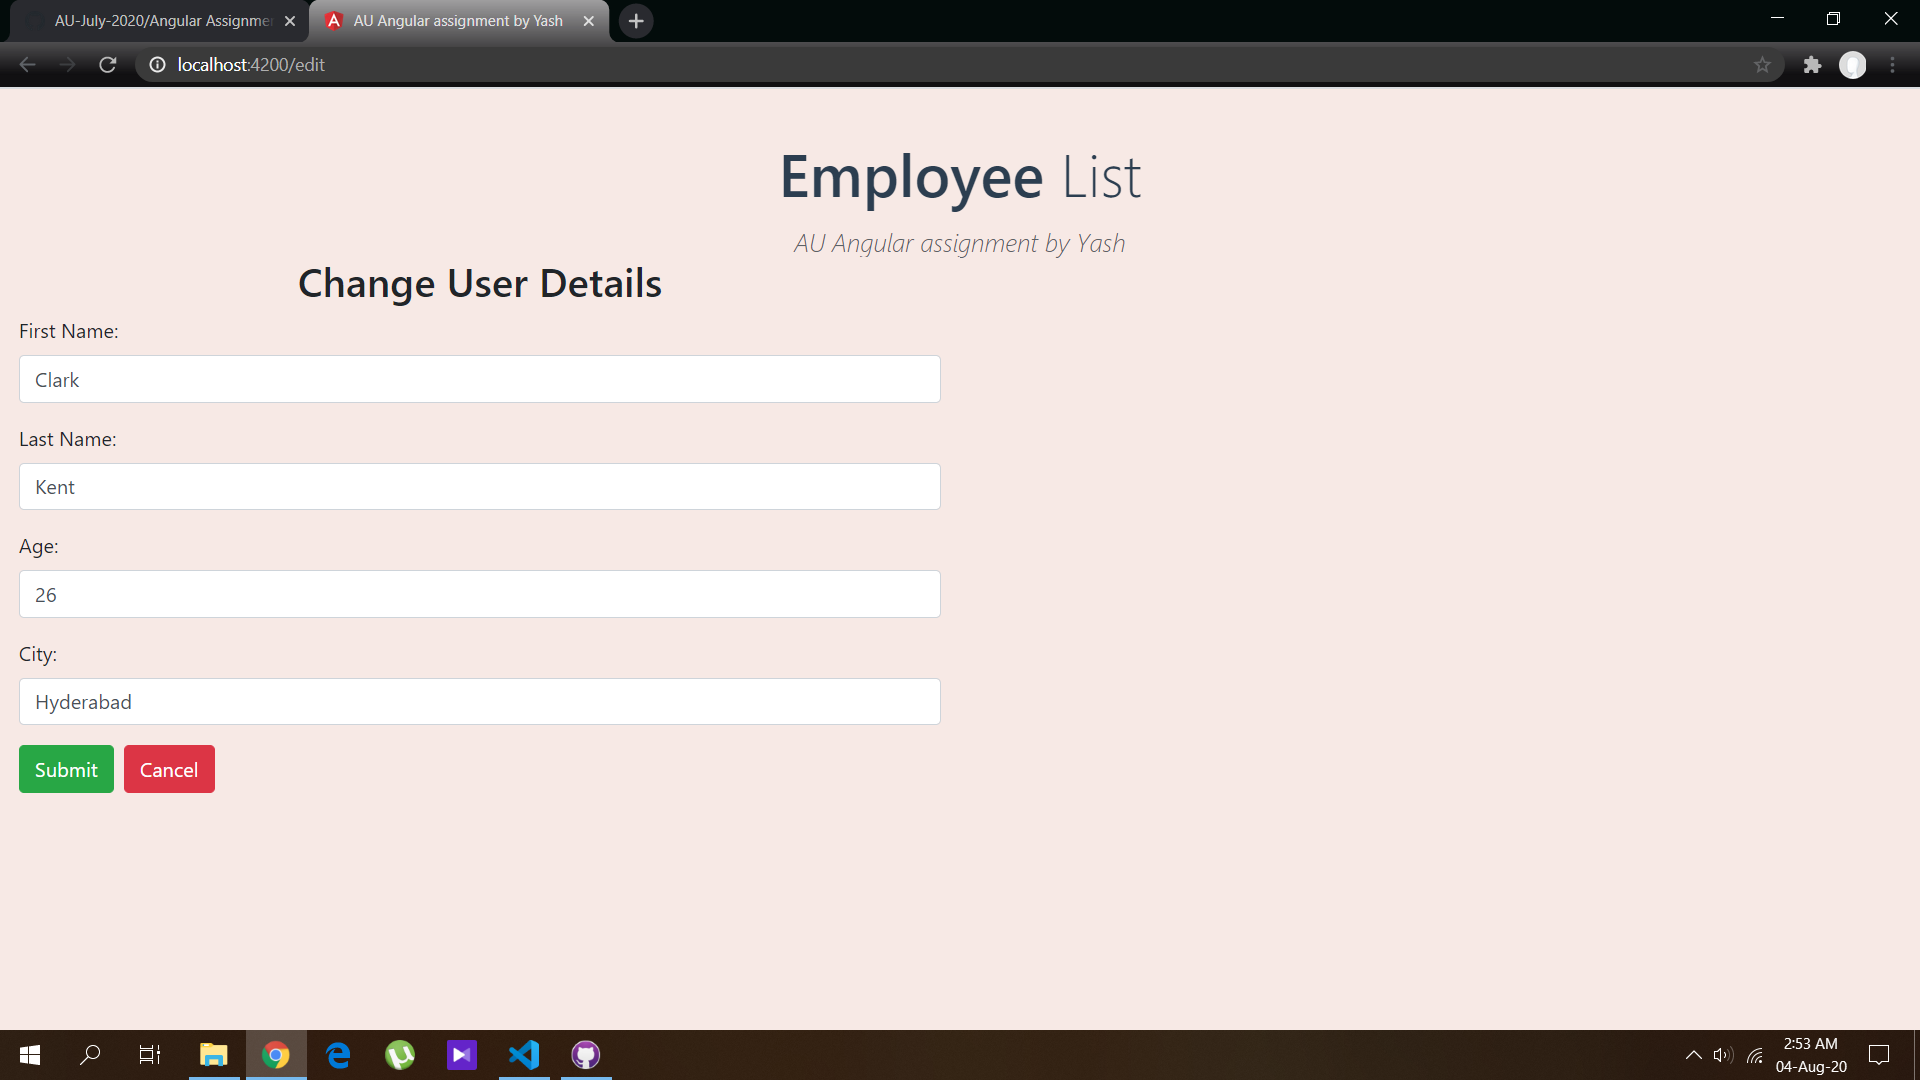 AU-July-2020/Angular Assignme
AU Angular assignment by Yash
localhost:4200/edit
Employee List
AU Angular assignment by Yash
Change User Details
First Name:
Clark
Last Name:
Kent
Age:
26
City:
Hyderabad
Submit Cancel
2:53 AM
04-Aug-20